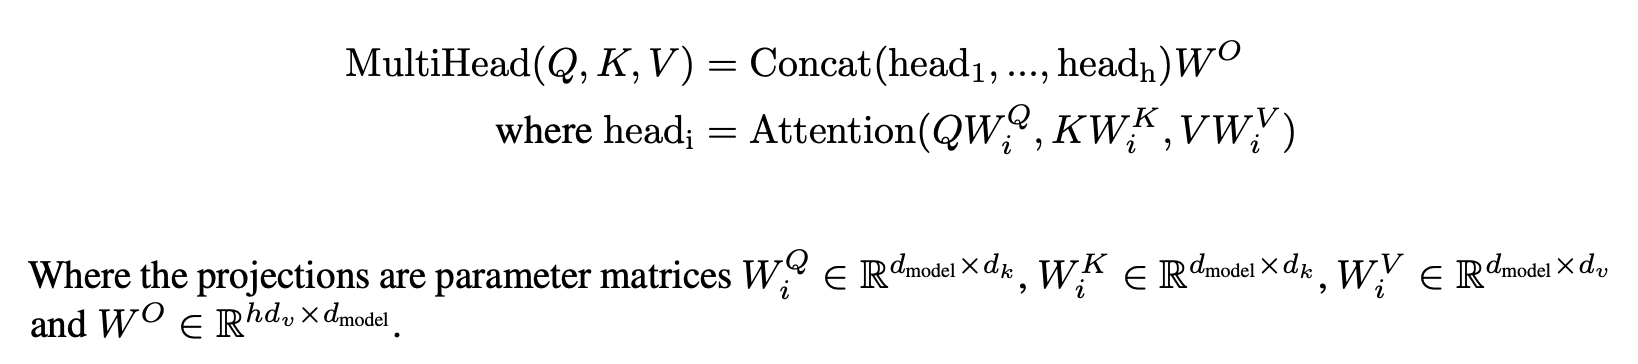 MultiHead(Q, K, V) = Concat(head₁, ..., headₕ)W^O
where headᵢ = Attention(QWᵢ^Q, KWᵢ^K, VWᵢ^V)
Where the projections are parameter matrices Wᵢ^Q ∈ ℝ^{d_model×d_k}, Wᵢ^K ∈ ℝ^{d_model×d_k}, Wᵢ^V ∈ ℝ^{d_model×d_v}
and W^O ∈ ℝ^{hd_v×d_model}.